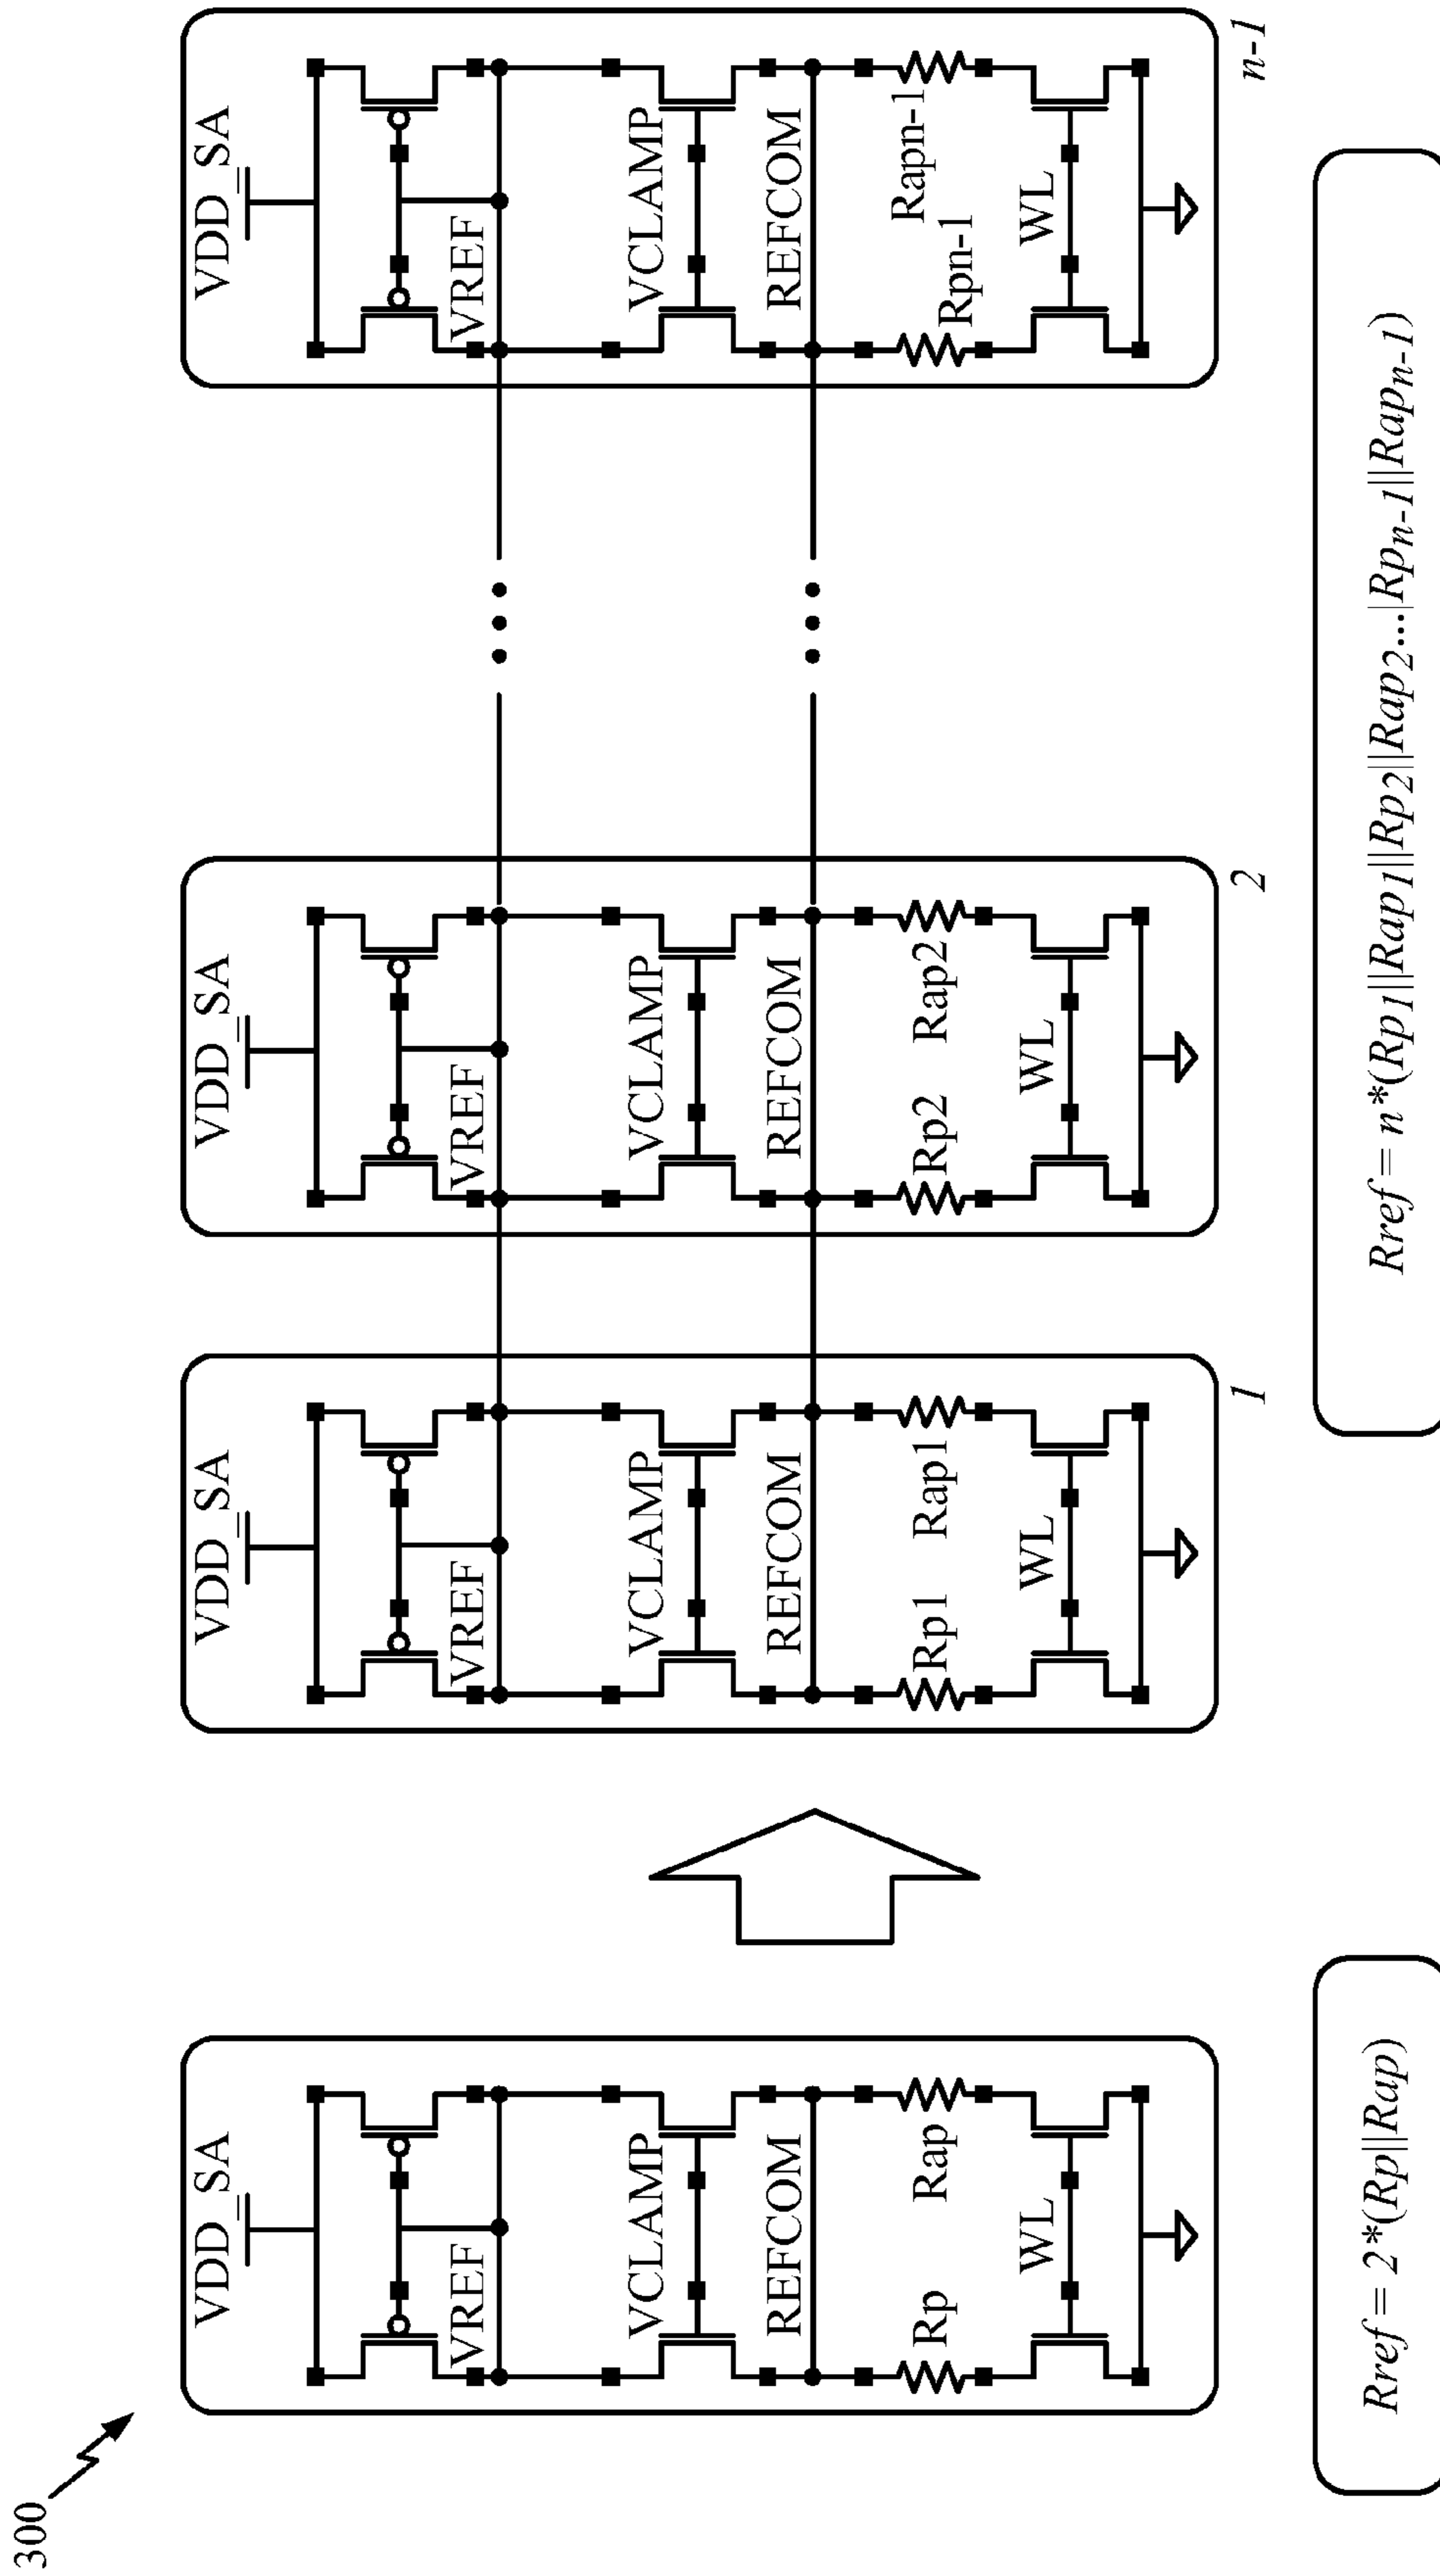 300
VDD_SA
VREF
VCLAMP
REFCOM
Rp
Rap
WL
Rref = 2*(Rp||Rap)
VDD_SA
VREF
VCLAMP
REFCOM
Rp1
Rap1
WL
1
VDD_SA
VREF
VCLAMP
REFCOM
Rp2
Rap2
WL
2
VDD_SA
VREF
VCLAMP
REFCOM
Rpn-1
Rapn-1
WL
n-1
Rref = n*(Rp1||Rap1||Rp2||Rap2...|Rpn-1||Rapn-1)